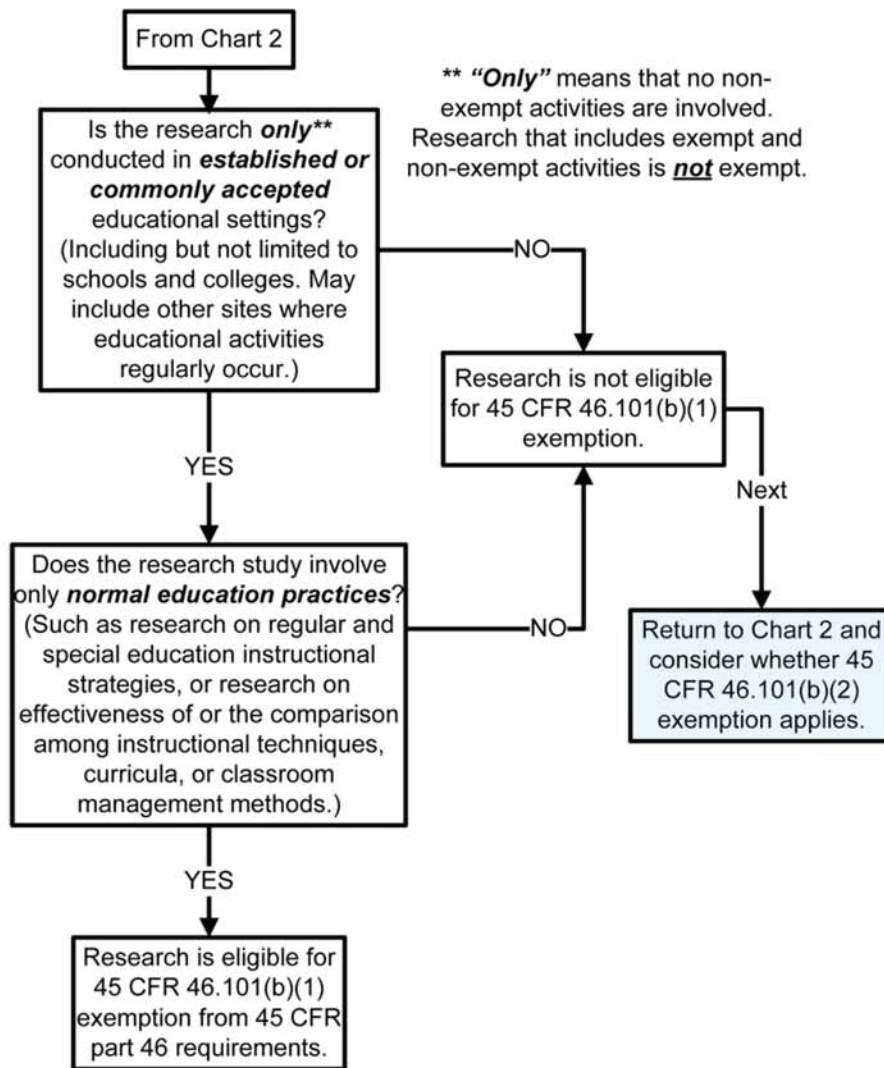 From Chart 2
** “Only” means that no non-
exempt activities are involved.
Research that includes exempt and
non-exempt activities is not exempt.
Is the research only**
conducted in established or
commonly accepted
educational settings?
(Including but not limited to
schools and colleges. May
include other sites where
educational activities
regularly occur.)
NO
Research is not eligible
for 45 CFR 46.101(b)(1)
exemption.
YES
Next
Does the research study involve
only normal education practices?
(Such as research on regular and
special education instructional
strategies, or research on
effectiveness of or the comparison
among instructional techniques,
curricula, or classroom
management methods.)
NO
Return to Chart 2 and
consider whether 45
CFR 46.101(b)(2)
exemption applies.
YES
Research is eligible for
45 CFR 46.101(b)(1)
exemption from 45 CFR
part 46 requirements.